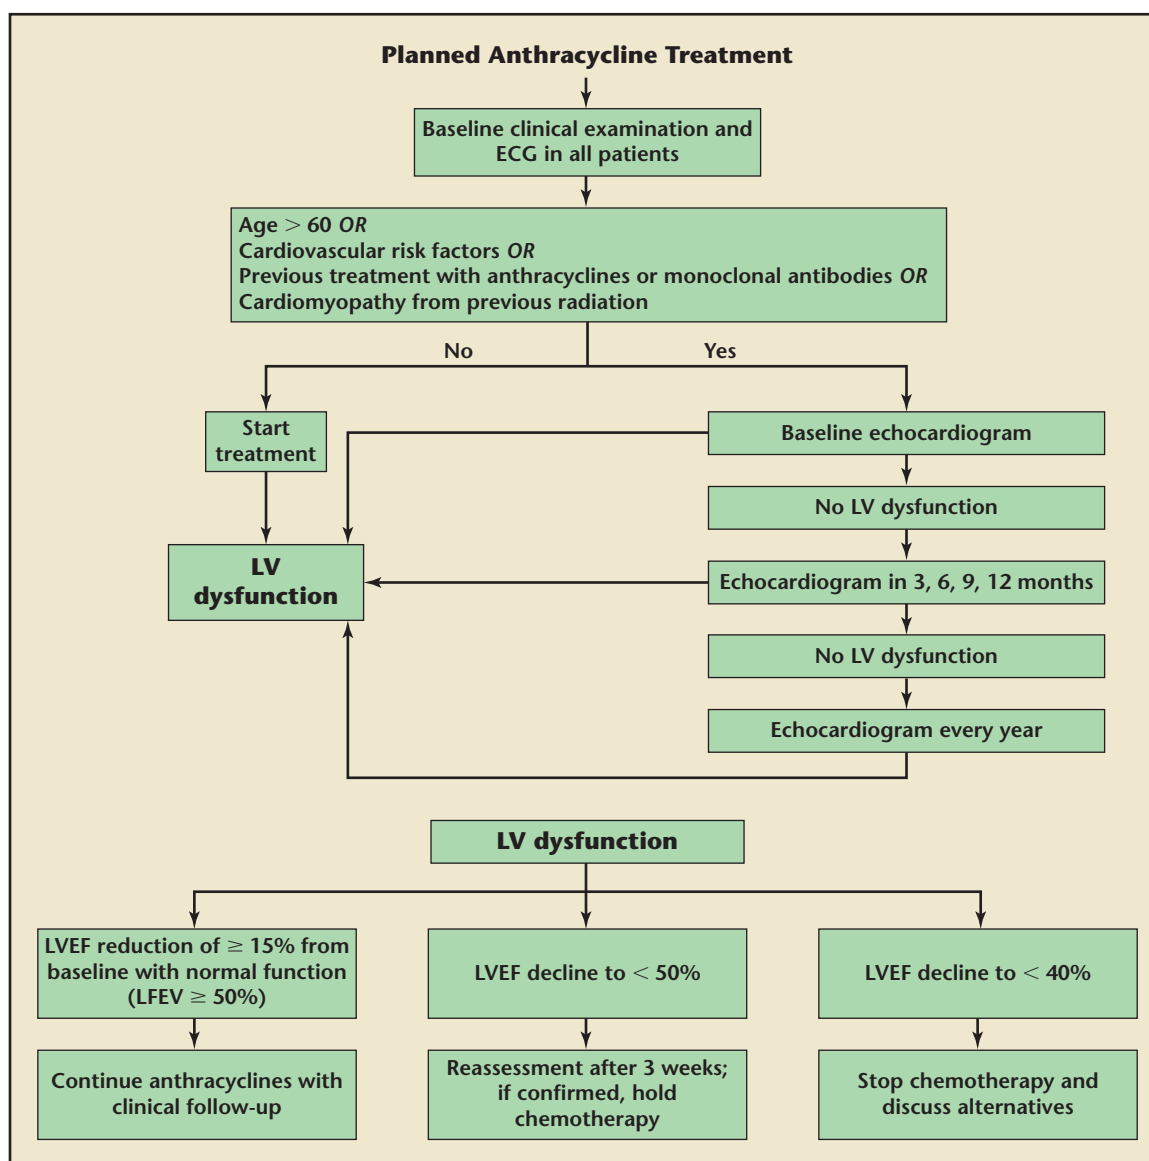 Planned Anthracycline Treatment
Baseline clinical examination and
ECG in all patients
Age > 60 OR
Cardiovascular risk factors OR
Previous treatment with anthracyclines or monoclonal antibodies OR
Cardiomyopathy from previous radiation
No
Yes
Start
treatment
Baseline echocardiogram
No LV dysfunction
LV
dysfunction
Echocardiogram in 3, 6, 9, 12 months
No LV dysfunction
Echocardiogram every year
LV dysfunction
LVEF reduction of ≥ 15% from
baseline with normal function
(LFEV ≥ 50%)
LVEF decline to < 50%
LVEF decline to < 40%
Continue anthracyclines with
clinical follow-up
Reassessment after 3 weeks;
if confirmed, hold
chemotherapy
Stop chemotherapy and
discuss alternatives